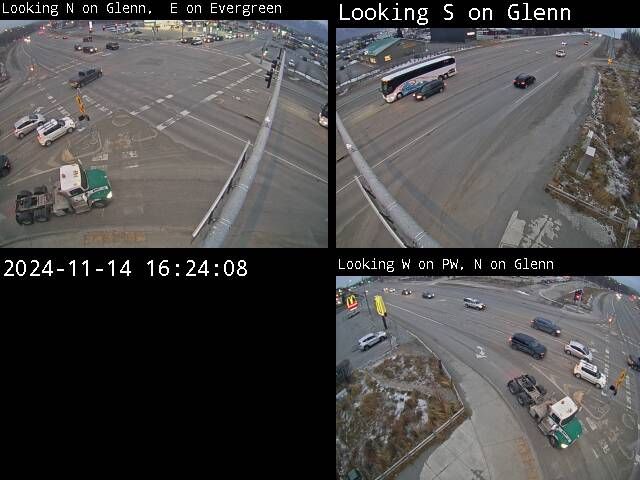 Looking N on Glenn,  E on Evergreen
Looking S on Glenn
2024-11-14 16:24:08
Looking W on PW, N on Glenn